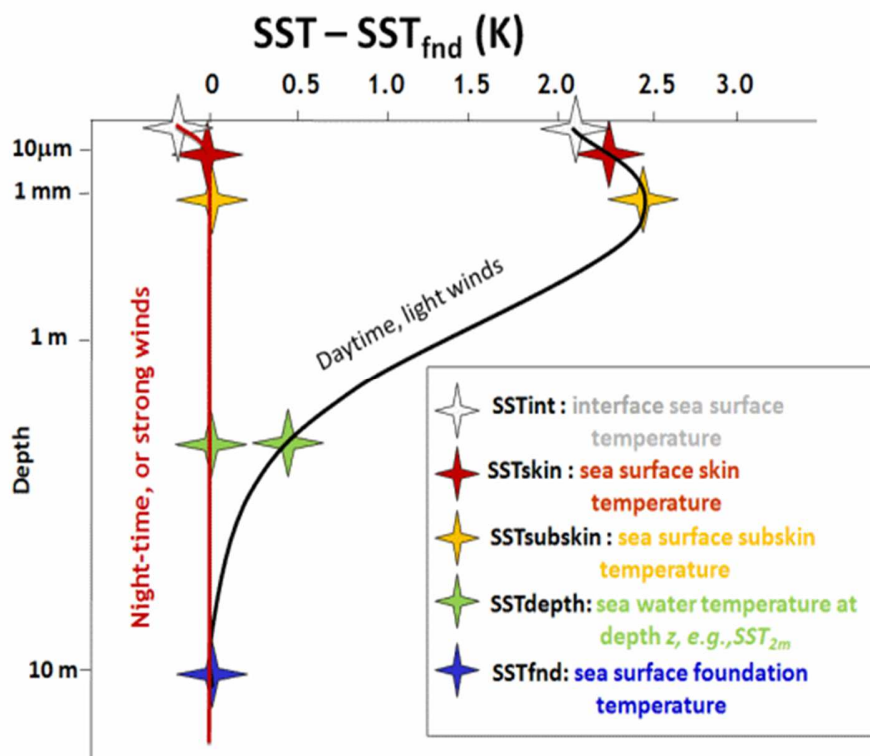 SST – SSTfnd (K)
0 0.5 1.0 1.5 2.0 2.5 3.0
10μm
1 mm
1 m
10 m
Depth
Night-time, or strong winds
Daytime, light winds
SSTint : interface sea surface
temperature
SSTskin : sea surface skin
temperature
SSTsubskin : sea surface subskin
temperature
SSTdepth: sea water temperature at
depth z, e.g.,SST2m
SSTfnd: sea surface foundation
temperature